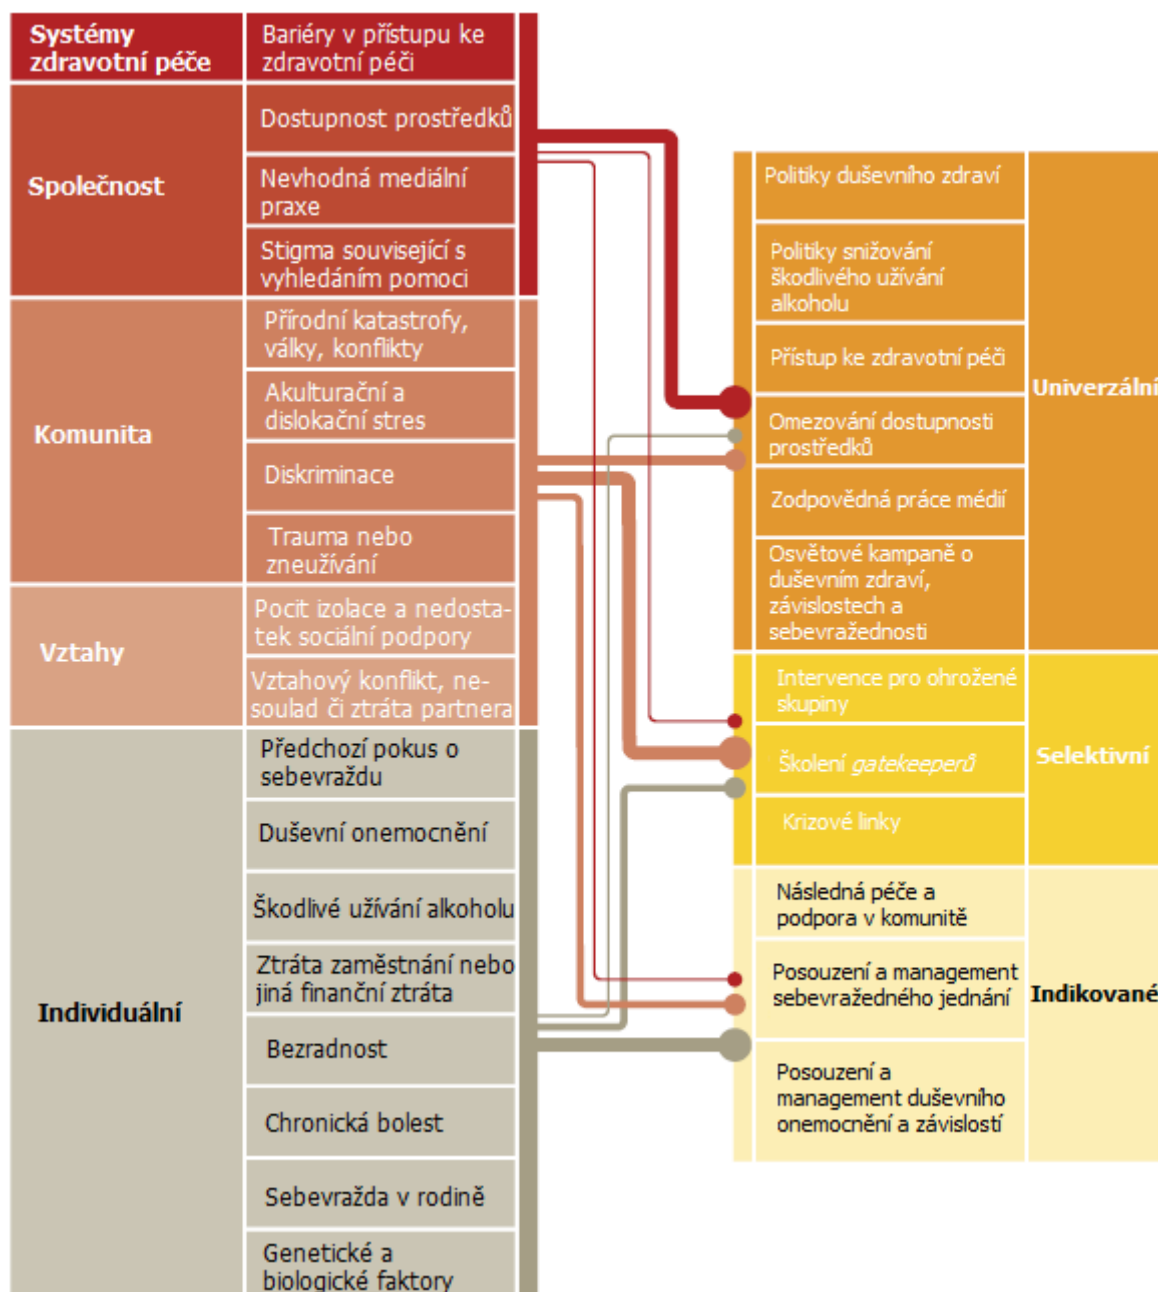 Systémy
zdravotní péče
Bariéry v přístupu ke
zdravotní péči
Společnost
Dostupnost prostředků
Nevhodná mediální
praxe
Stigma související s
vyhledáním pomoci
Komunita
Přírodní katastrofy,
války, konflikty
Akulturační a
dislokační stres
Diskriminace
Trauma nebo
zneužívání
Vztahy
Pocit izolace a nedosta-
tek sociální podpory
Vztahový konflikt, ne-
soulad či ztráta partnera
Individuální
Předchozí pokus o
sebevraždu
Duševní onemocnění
Škodlivé užívání alkoholu
Ztráta zaměstnání nebo
jiná finanční ztráta
Bezradnost
Chronická bolest
Sebevražda v rodině
Genetické a
biologické faktory
Politiky duševního zdraví
Politiky snižování
škodlivého užívání
alkoholu
Přístup ke zdravotní péči
Omezování dostupnosti
prostředků
Zodpovědná práce médií
Osvětové kampaně o
duševním zdraví,
závislostech a
sebevražednosti
Univerzální
Intervence pro ohrožené
skupiny
Školení gatekeeperů
Krizové linky
Selektivní
Následná péče a
podpora v komunitě
Posouzení a management
sebevražedného jednání
Posouzení a
management duševního
onemocnění a závislostí
Indikované